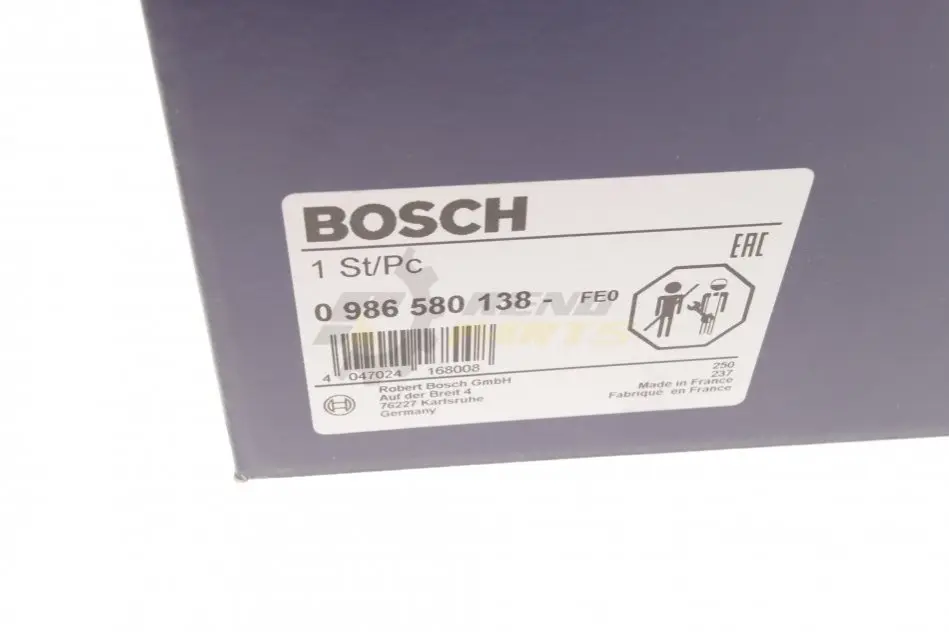 BOSCH
EAC
1 St/Pc
0 986 580 138 - FE0
4 047024 168008
Robert Bosch GmbH
Auf der Breit 4
76227 Karlsruhe
Germany
250
237
Made in France
Fabriqué en France